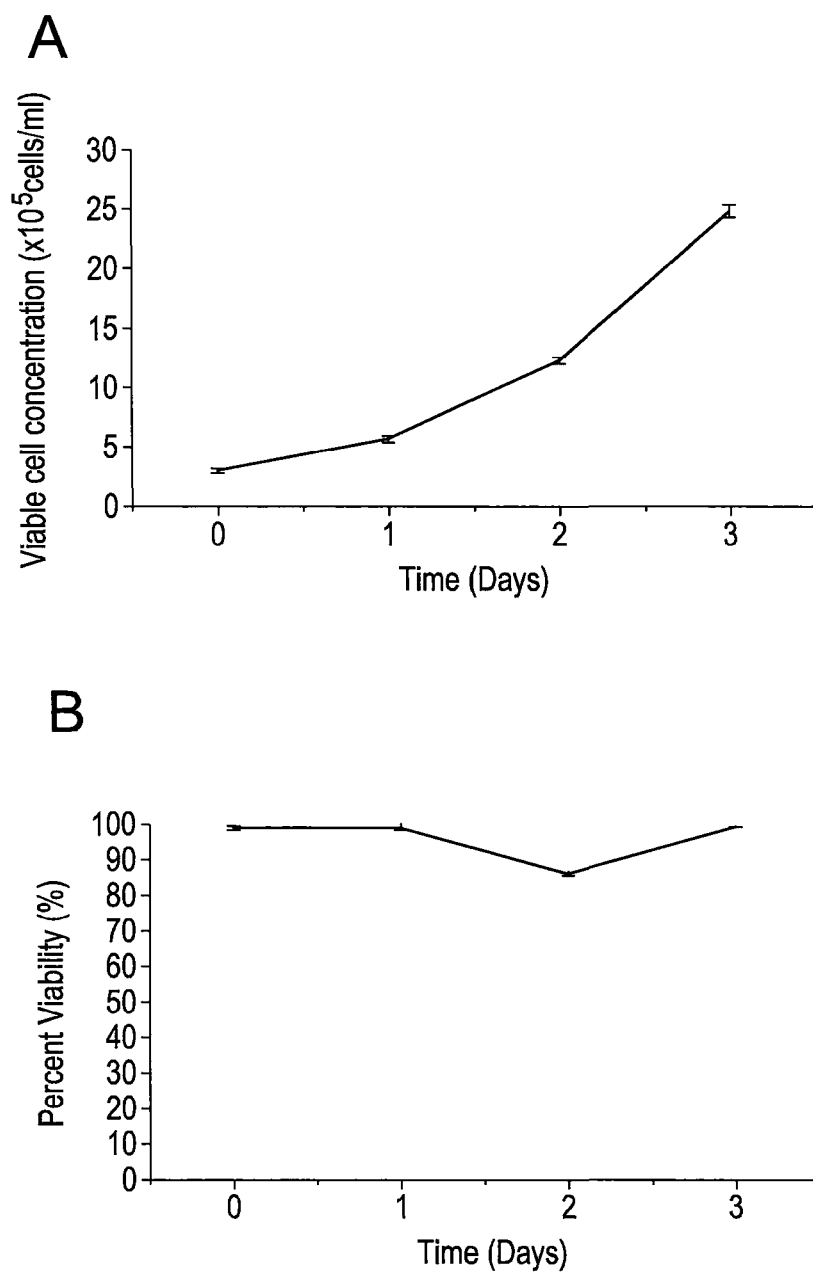 A
Viable cell concentration (x10⁵cells/ml)
30
25
20
15
10
5
0
0 1 2 3
Time (Days)
B
Percent Viability (%)
100
90
80
70
60
50
40
30
20
10
0
0 1 2 3
Time (Days)